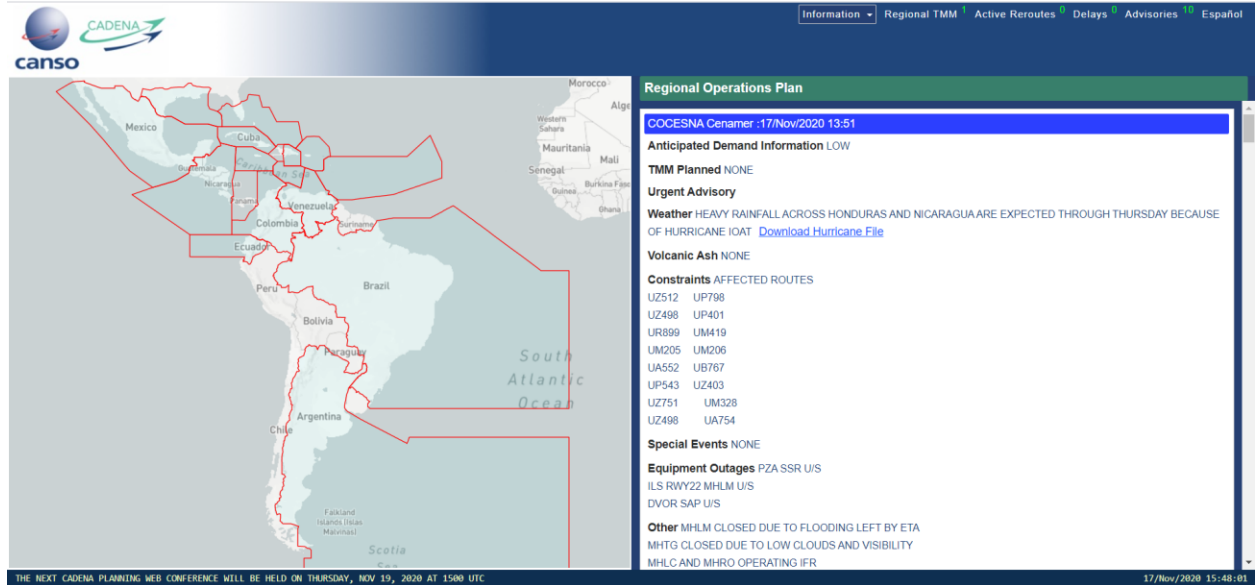 canso
CADENA
Information
Regional TMM 1
Active Reroutes 0
Delays 0
Advisories 10
Español
Morocco
Western
Sahara
Mauritania
Mali
Senegal
Burkina Faso
Guinea
Ghana
Mexico
Cuba
Caribbean Sea
Guatemala
Nicaragua
Panama
Venezuela
Colombia
Suriname
Ecuador
Peru
Brazil
Bolivia
Paraguay
South
Atlantic
Ocean
Argentina
Chile
Falkland
Islands (Islas
Malvinas)
Scotia
Regional Operations Plan
COCESNA Cenamer :17/Nov/2020 13:51
Anticipated Demand Information LOW
TMM Planned NONE
Urgent Advisory
Weather HEAVY RAINFALL ACROSS HONDURAS AND NICARAGUA ARE EXPECTED THROUGH THURSDAY BECAUSE
OF HURRICANE IOAT Download Hurricane File
Volcanic Ash NONE
Constraints AFFECTED ROUTES
UZ512 UP798
UZ498 UP401
UR899 UM419
UM205 UM206
UA552 UB767
UP543 UZ403
UZ751 UM328
UZ498 UA754
Special Events NONE
Equipment Outages PZA SSR U/S
ILS RWY22 MHLM U/S
DVOR SAP U/S
Other MHLM CLOSED DUE TO FLOODING LEFT BY ETA
MHTG CLOSED DUE TO LOW CLOUDS AND VISIBILITY
MHLC AND MHRO OPERATING IFR
THE NEXT CADENA PLANNING WEB CONFERENCE WILL BE HELD ON THURSDAY, NOV 19, 2020 AT 1500 UTC
17/Nov/2020 15:48:01